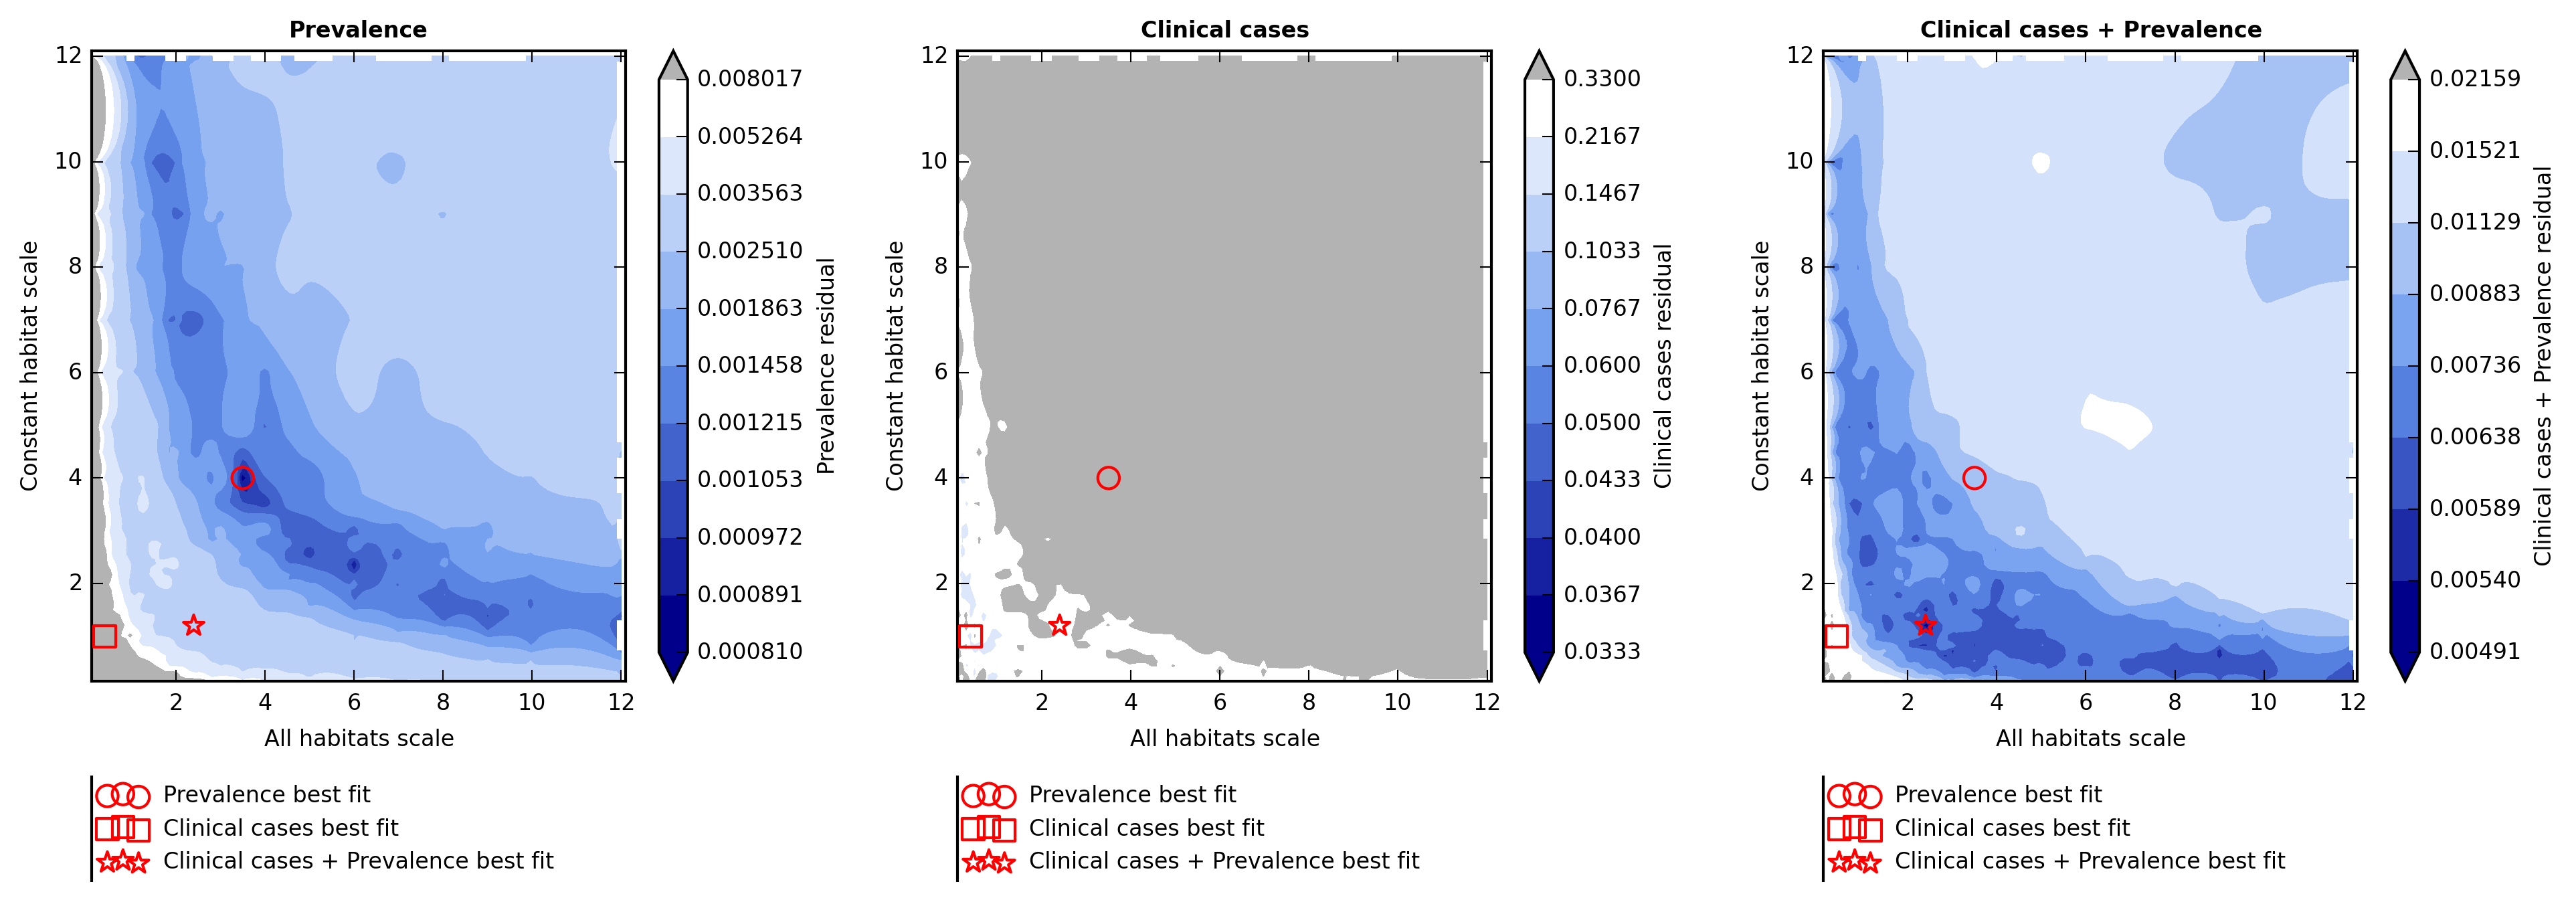 Prevalence
12
10
8
6
4
2
Constant habitat scale
2 4 6 8 10 12
All habitats scale
0.008017
0.005264
0.003563
0.002510
0.001863
0.001458
0.001215
0.001053
0.000972
0.000891
0.000810
Prevalence residual
Prevalence best fit
Clinical cases best fit
Clinical cases + Prevalence best fit
Clinical cases
12
10
8
6
4
2
Constant habitat scale
2 4 6 8 10 12
All habitats scale
0.3300
0.2167
0.1467
0.1033
0.0767
0.0600
0.0500
0.0433
0.0400
0.0367
0.0333
Clinical cases residual
Prevalence best fit
Clinical cases best fit
Clinical cases + Prevalence best fit
Clinical cases + Prevalence
12
10
8
6
4
2
Constant habitat scale
2 4 6 8 10 12
All habitats scale
0.02159
0.01521
0.01129
0.00883
0.00736
0.00638
0.00589
0.00540
0.00491
Clinical cases + Prevalence residual
Prevalence best fit
Clinical cases best fit
Clinical cases + Prevalence best fit